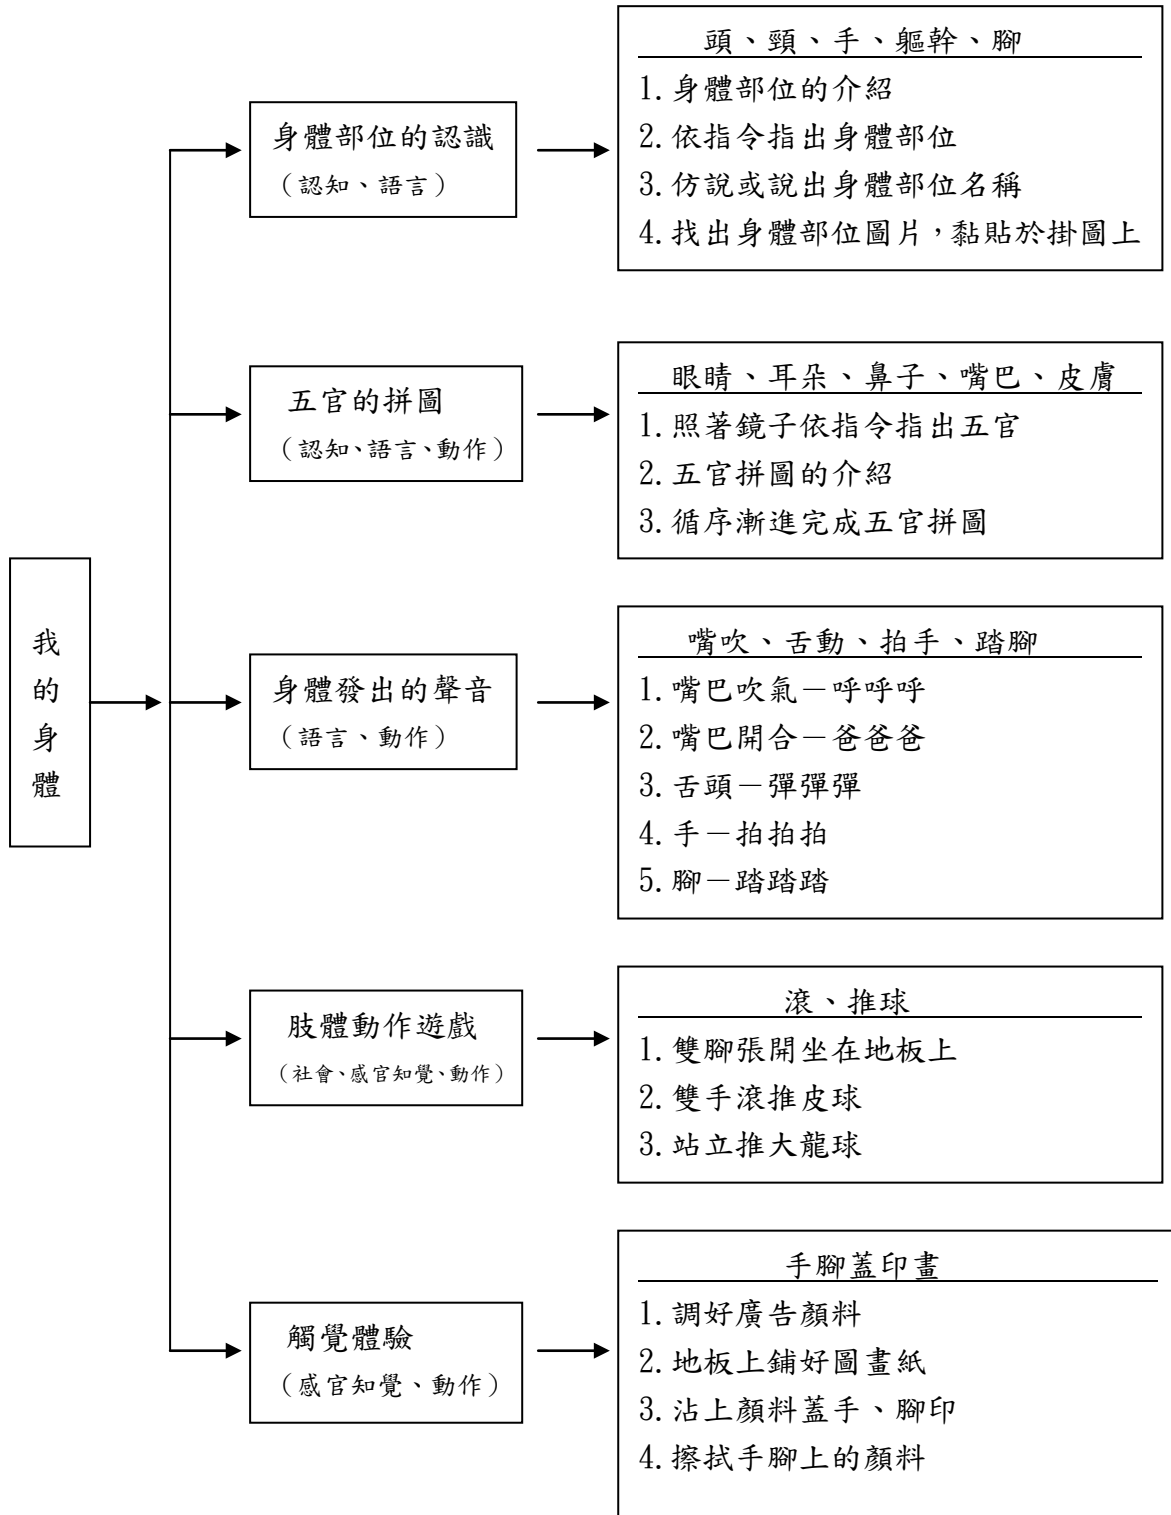 我的身體
身體部位的認識
（認知、語言）
頭、頸、手、軀幹、腳
1.身體部位的介紹
2.依指令指出身體部位
3.仿說或說出身體部位名稱
4.找出身體部位圖片，黏貼於掛圖上
五官的拼圖
（認知、語言、動作）
眼睛、耳朵、鼻子、嘴巴、皮膚
1.照著鏡子依指令指出五官
2.五官拼圖的介紹
3.循序漸進完成五官拼圖
身體發出的聲音
（語言、動作）
嘴吹、舌動、拍手、踏腳
1.嘴巴吹氣－呼呼呼
2.嘴巴開合－爸爸爸
3.舌頭－彈彈彈
4.手－拍拍拍
5.腳－踏踏踏
肢體動作遊戲
（社會、感官知覺、動作）
滾、推球
1.雙腳張開坐在地板上
2.雙手滾推皮球
3.站立推大龍球
觸覺體驗
（感官知覺、動作）
手腳蓋印畫
1.調好廣告顏料
2.地板上鋪好圖畫紙
3.沾上顏料蓋手、腳印
4.擦拭手腳上的顏料